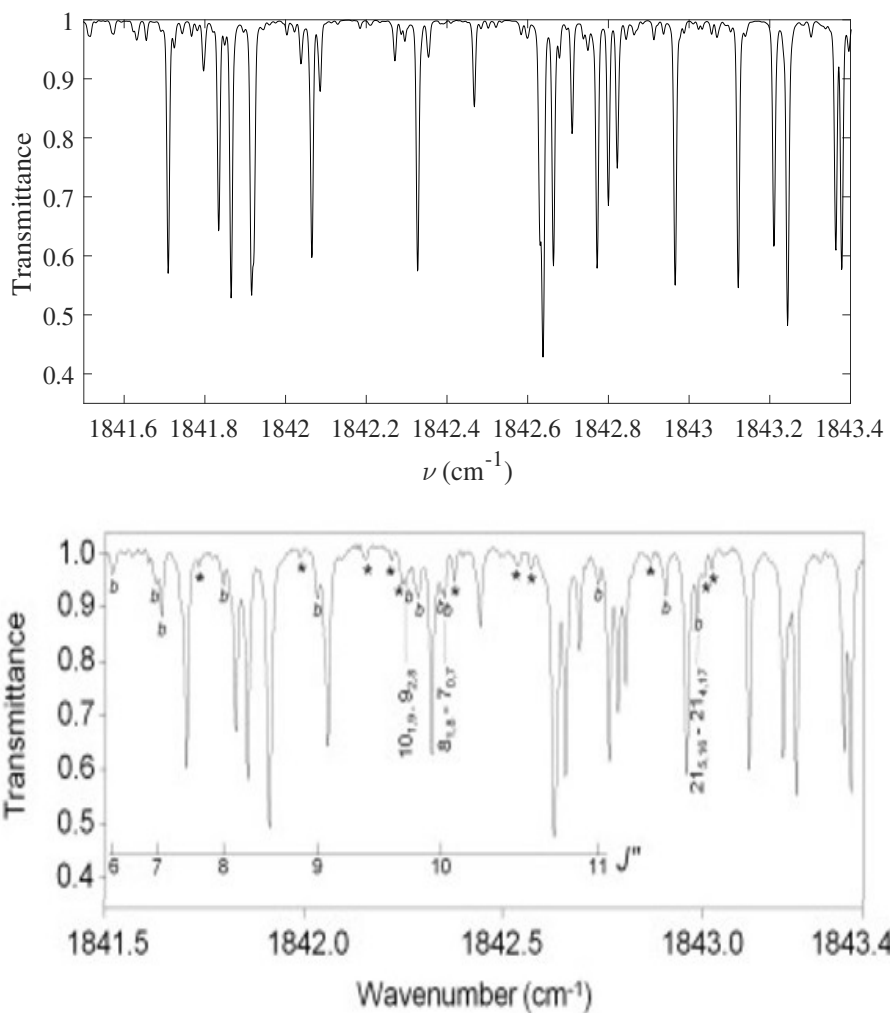 1
0.9
0.8
0.7
0.6
0.5
0.4
Transmittance
1841.6 1841.8 1842 1842.2 1842.4 1842.6 1842.8 1843 1843.2 1843.4
ν (cm⁻¹)
1.0
0.9
0.8
0.7
0.6
0.5
0.4
Transmittance
b b b * b * b * * * b b b b * * * b * b b * *
10₁,₉ - 9₂,₈
8₁,₈ - 7₀,₇
21₅,₁₆ - 21₄,₁₇
6 7 8 9 10 11 J"
1841.5 1842.0 1842.5 1843.0 1843.4
Wavenumber (cm⁻¹)